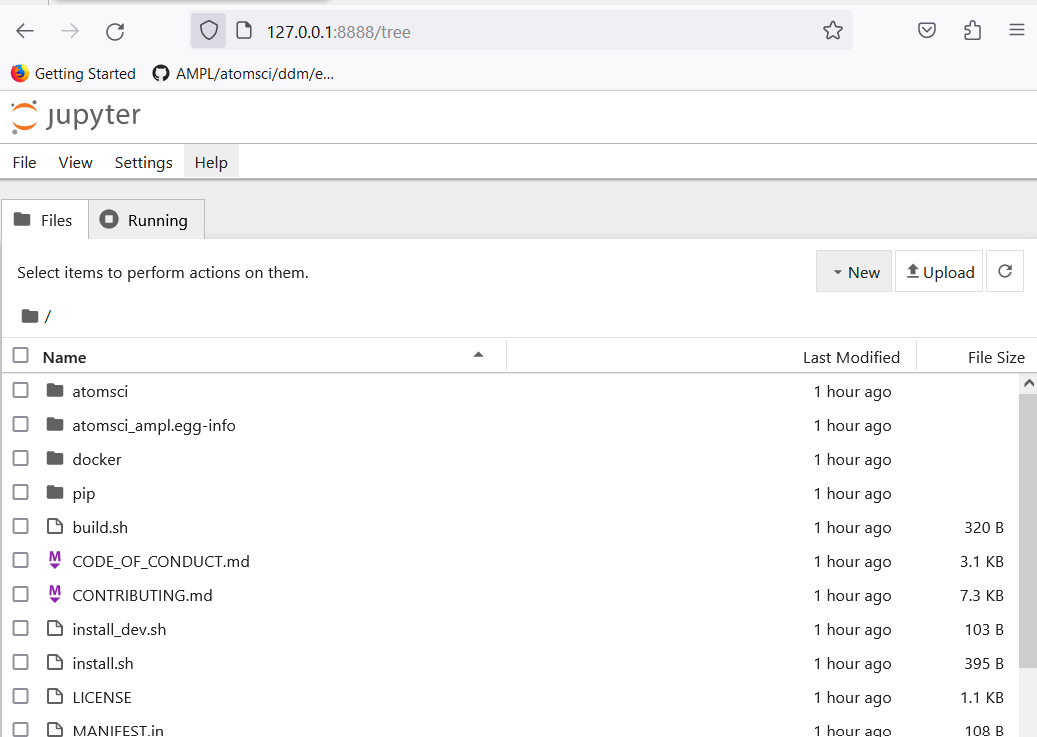 127.0.0.1:8888/tree
Getting Started AMPL/atomsci/ddm/e...
jupyter
File View Settings Help
Files Running
Select items to perform actions on them. New Upload
/
Name Last Modified File Size
atomsci 1 hour ago
atomsci_ampl.egg-info 1 hour ago
docker 1 hour ago
pip 1 hour ago
build.sh 1 hour ago 320 B
CODE_OF_CONDUCT.md 1 hour ago 3.1 KB
CONTRIBUTING.md 1 hour ago 7.3 KB
install_dev.sh 1 hour ago 103 B
install.sh 1 hour ago 395 B
LICENSE 1 hour ago 1.1 KB
MANIFEST.in 1 hour ago 108 B